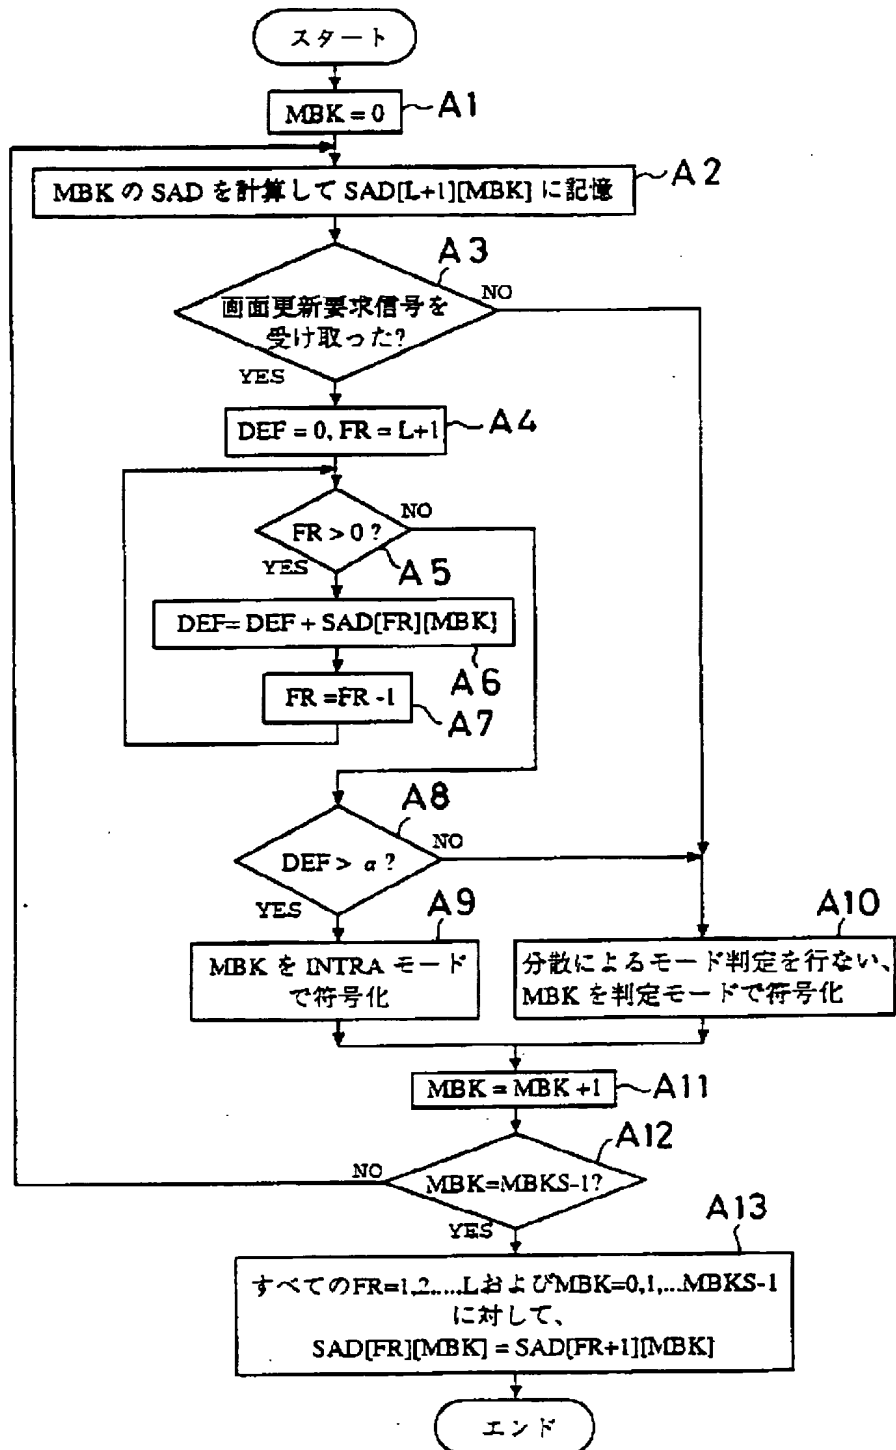 スタート
MBK = 0
A1
MBK の SAD を計算して SAD[L+1][MBK] に記憶
A2
A3
画面更新要求信号を
受け取った?
NO
YES
DEF = 0, FR = L+1
A4
FR > 0 ?
NO
YES
A5
DEF= DEF + SAD[FR][MBK]
A6
FR =FR -1
A7
A8
DEF > α ?
NO
YES
A9
MBK を INTRA モード
で符号化
A10
分散によるモード判定を行ない、
MBK を判定モードで符号化
MBK = MBK +1
A11
A12
MBK=MBKS-1?
NO
YES
A13
すべてのFR=1,2,...,LおよびMBK=0,1,...MBKS-1
に対して、
SAD[FR][MBK] = SAD[FR+1][MBK]
エンド